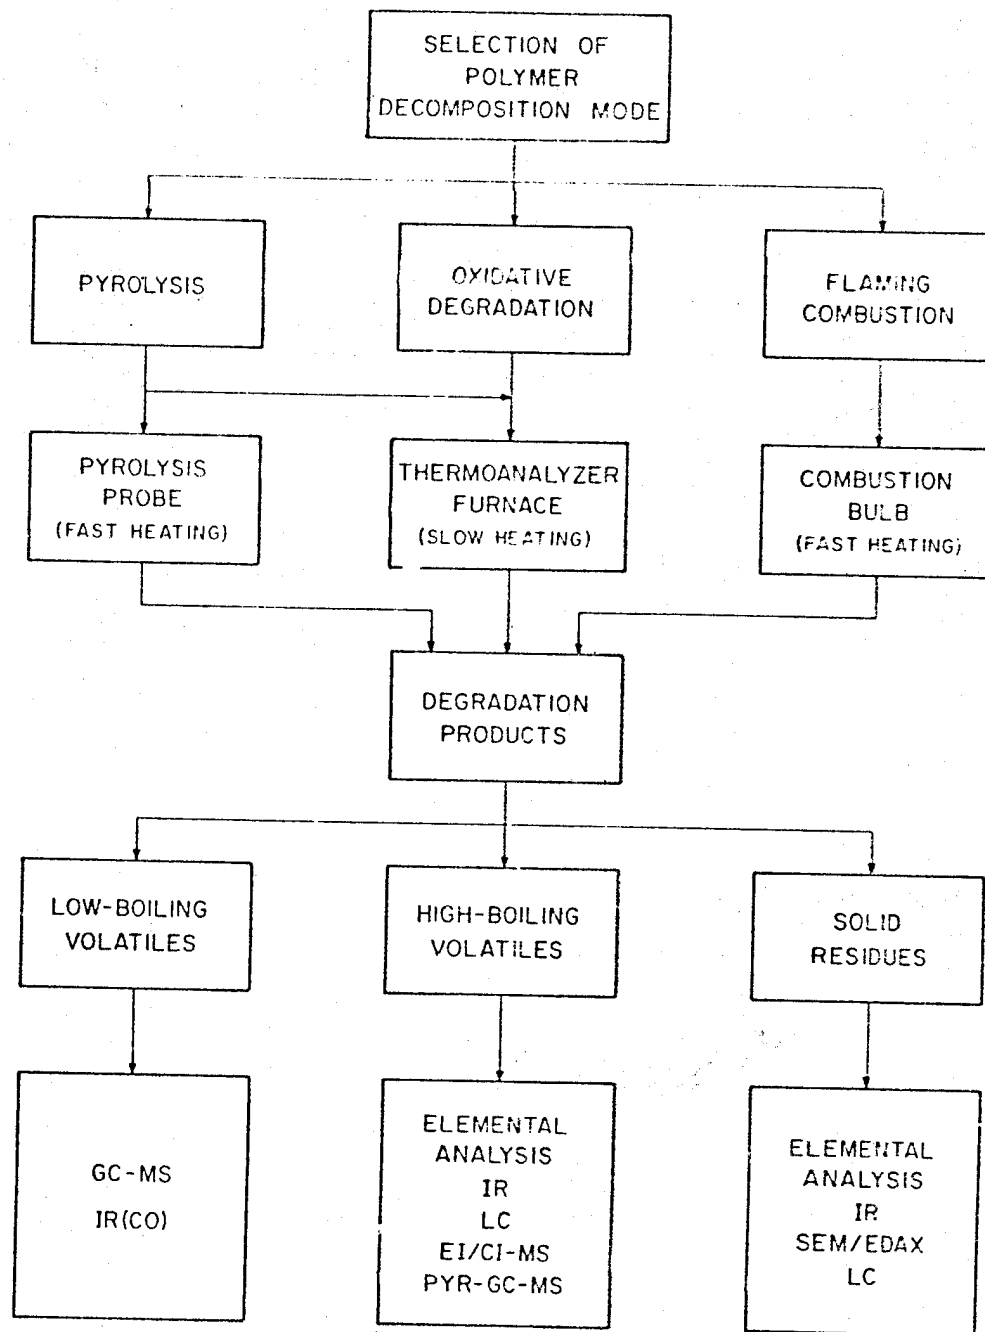 SELECTION OF
POLYMER
DECOMPOSITION MODE
PYROLYSIS
OXIDATIVE
DEGRADATION
FLAMING
COMBUSTION
PYROLYSIS
PROBE
(FAST HEATING)
THERMOANALYZER
FURNACE
(SLOW HEATING)
COMBUSTION
BULB
(FAST HEATING)
DEGRADATION
PRODUCTS
LOW-BOILING
VOLATILES
HIGH-BOILING
VOLATILES
SOLID
RESIDUES
GC-MS
IR(CO)
ELEMENTAL
ANALYSIS
IR
LC
EI/CI-MS
PYR-GC-MS
ELEMENTAL
ANALYSIS
IR
SEM/EDAX
LC